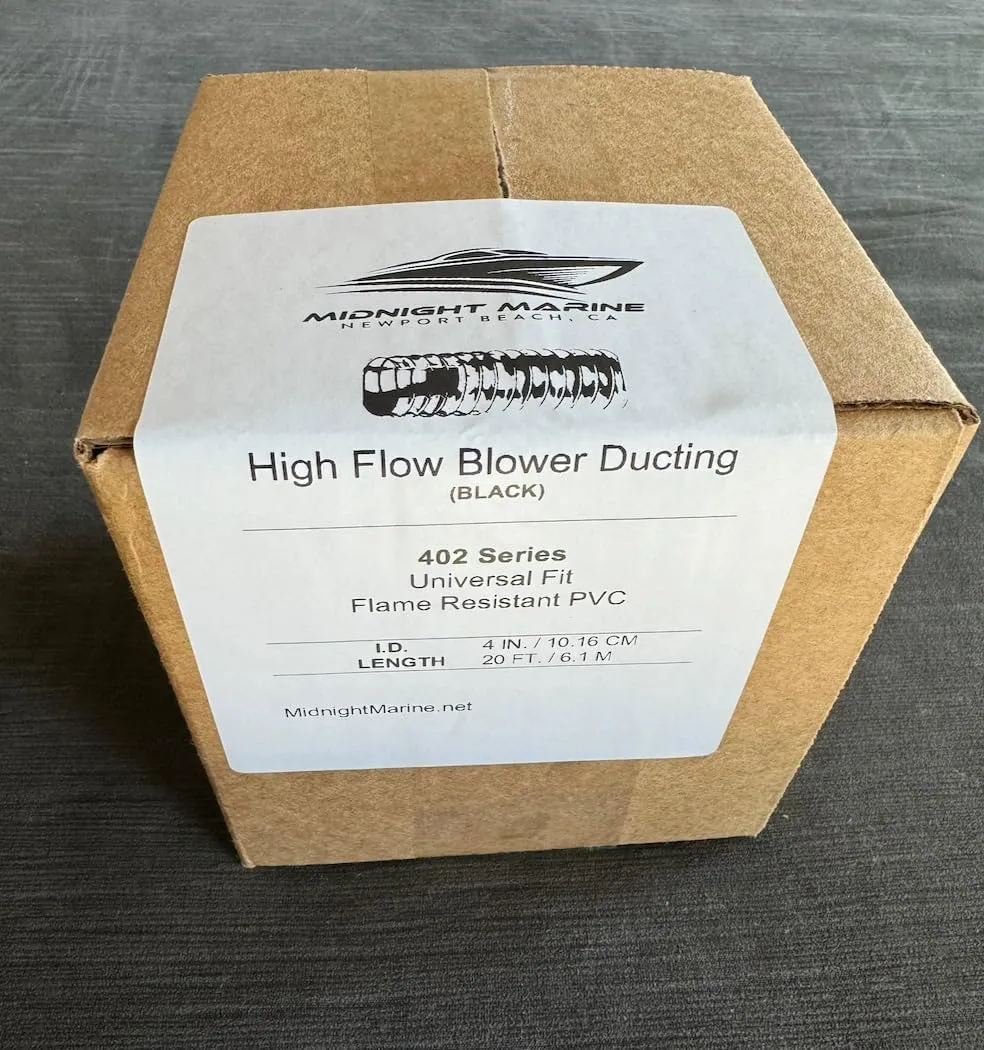 MIDNIGHT MARINE
NEWPORT BEACH, CA
High Flow Blower Ducting
(BLACK)
402 Series
Universal Fit
Flame Resistant PVC
I.D. 4 IN. / 10.16 CM
LENGTH 20 FT. / 6.1 M
MidnightMarine.net